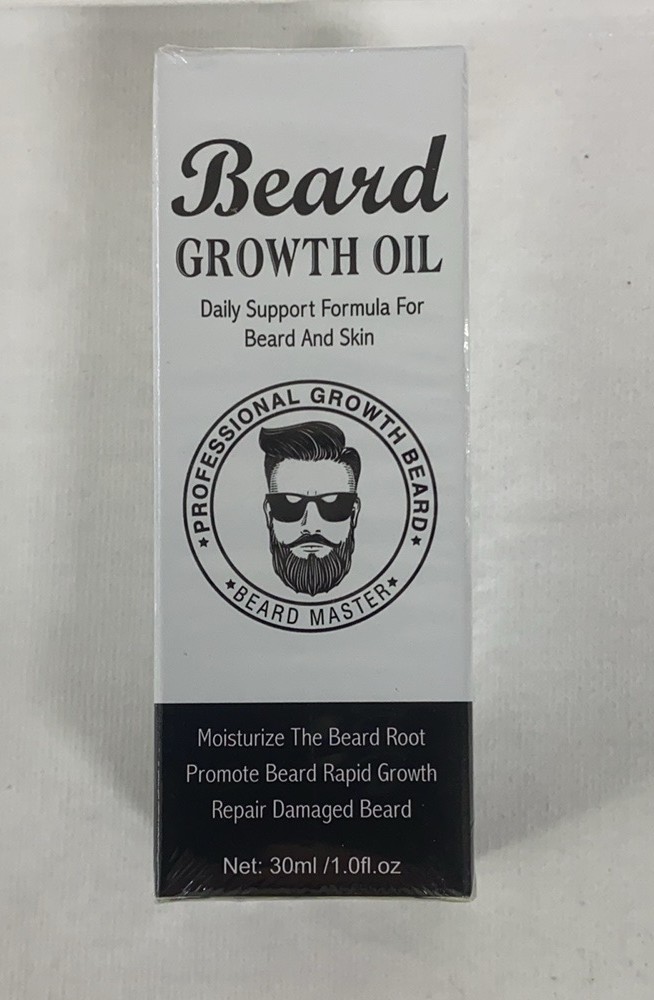 Beard
GROWTH OIL
Daily Support Formula For
Beard And Skin
★PROFESSIONAL GROWTH BEARD★
★BEARD MASTER★
Moisturize The Beard Root
Promote Beard Rapid Growth
Repair Damaged Beard
Net: 30ml /1.0fl.oz